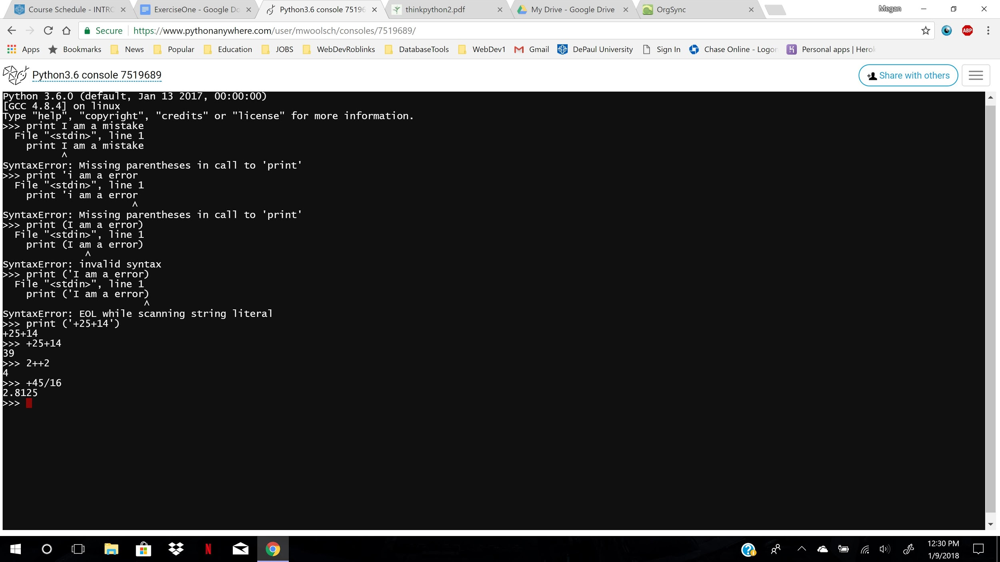 Course Schedule - INTRO
ExerciseOne - Google Do
Python3.6 console 75196
thinkpython2.pdf
My Drive - Google Drive
OrgSync
Megan
Secure
https://www.pythonanywhere.com/user/mwoolsch/consoles/7519689/
ABP
Apps
Bookmarks
News
Popular
Education
JOBS
WebDevRoblinks
DatabaseTools
WebDev1
Gmail
DePaul University
Sign In
Chase Online - Logon
Personal apps | Herok
Python3.6 console 7519689
Share with others
Python 3.6.0 (default, Jan 13 2017, 00:00:00)
[GCC 4.8.4] on linux
Type "help", "copyright", "credits" or "license" for more information.
>>> print I am a mistake
  File "<stdin>", line 1
    print I am a mistake
          ^
SyntaxError: Missing parentheses in call to 'print'
>>> print 'i am a error
  File "<stdin>", line 1
    print 'i am a error
                      ^
SyntaxError: Missing parentheses in call to 'print'
>>> print (I am a error)
  File "<stdin>", line 1
    print (I am a error)
              ^
SyntaxError: invalid syntax
>>> print ('I am a error)
  File "<stdin>", line 1
    print ('I am a error)
                        ^
SyntaxError: EOL while scanning string literal
>>> print ('+25+14')
+25+14
>>> +25+14
39
>>> 2++2
4
>>> +45/16
2.8125
>>>
12:30 PM
1/9/2018